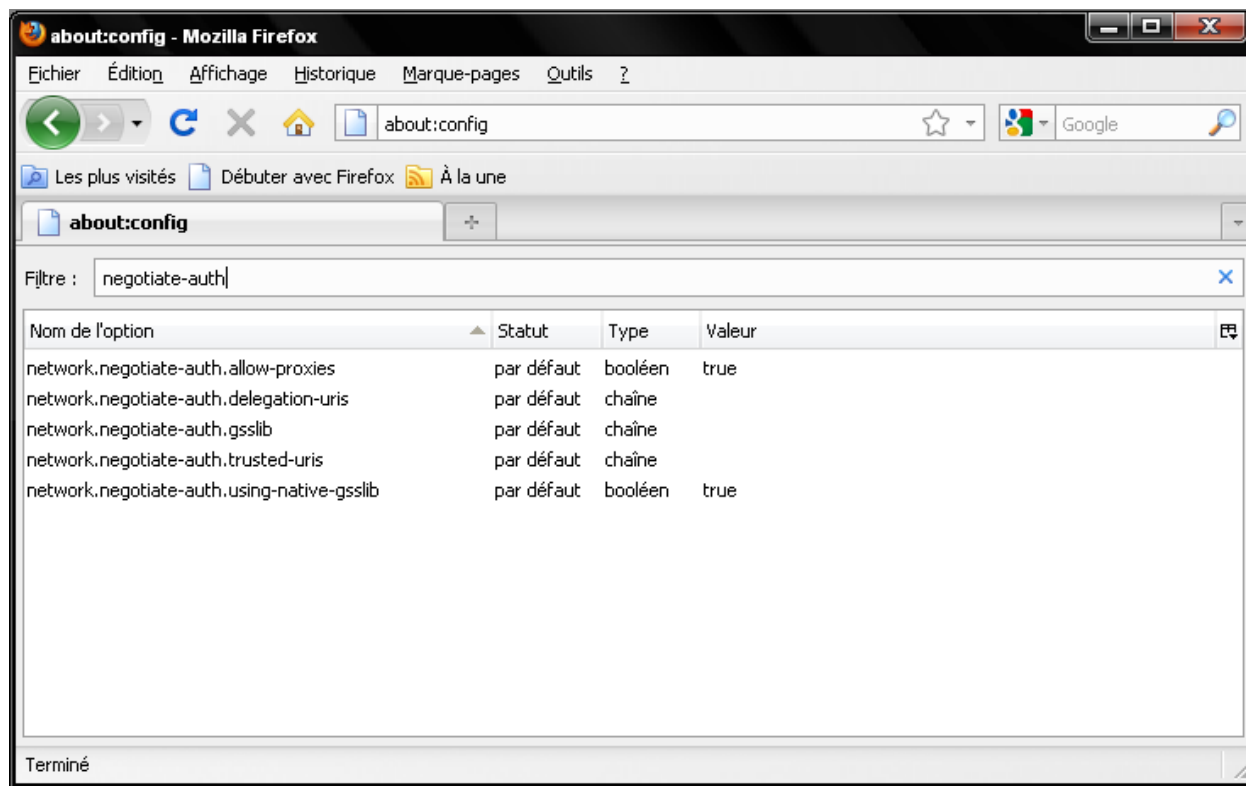 about:config - Mozilla Firefox
Fichier Édition Affichage Historique Marque-pages Outils ?
about:config Google
Les plus visités Débuter avec Firefox À la une
about:config
Filtre : negotiate-auth
Nom de l'option Statut Type Valeur
network.negotiate-auth.allow-proxies par défaut booléen true
network.negotiate-auth.delegation-uris par défaut chaîne
network.negotiate-auth.gsslib par défaut chaîne
network.negotiate-auth.trusted-uris par défaut chaîne
network.negotiate-auth.using-native-gsslib par défaut booléen true
Terminé